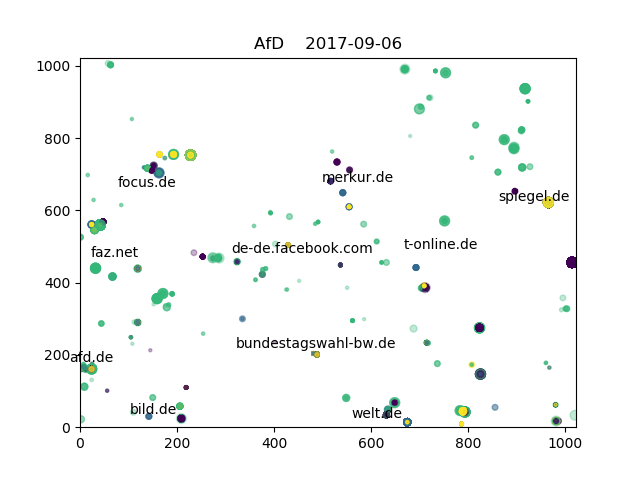 AfD    2017-09-06
1000
800
600
400
200
0
focus.de
merkur.de
spiegel.de
faz.net
de-de.facebook.com
t-online.de
bundestagswahl-bw.de
afd.de
bild.de
welt.de
0 200 400 600 800 1000